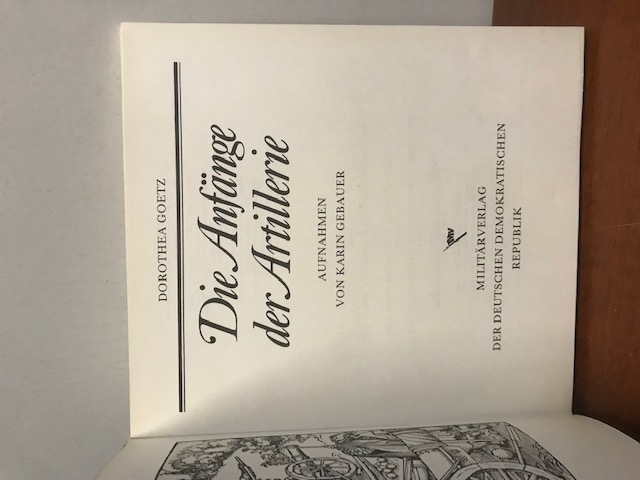 DOROTHEA GOETZ
Die Anfänge
der Artillerie
AUFNAHMEN
VON KARIN GEBAUER
MILITÄRVERLAG
DER DEUTSCHEN DEMOKRATISCHEN
REPUBLIK